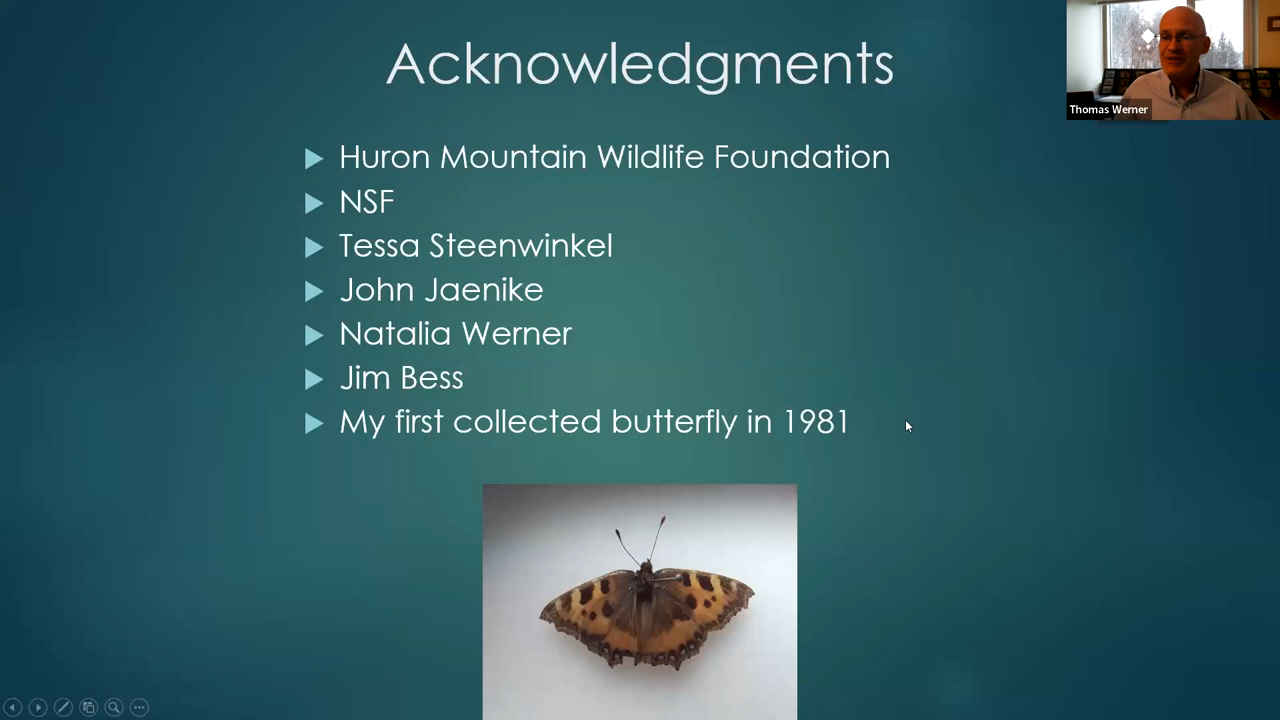 Acknowledgments
Thomas Werner
Huron Mountain Wildlife Foundation
NSF
Tessa Steenwinkel
John Jaenike
Natalia Werner
Jim Bess
My first collected butterfly in 1981